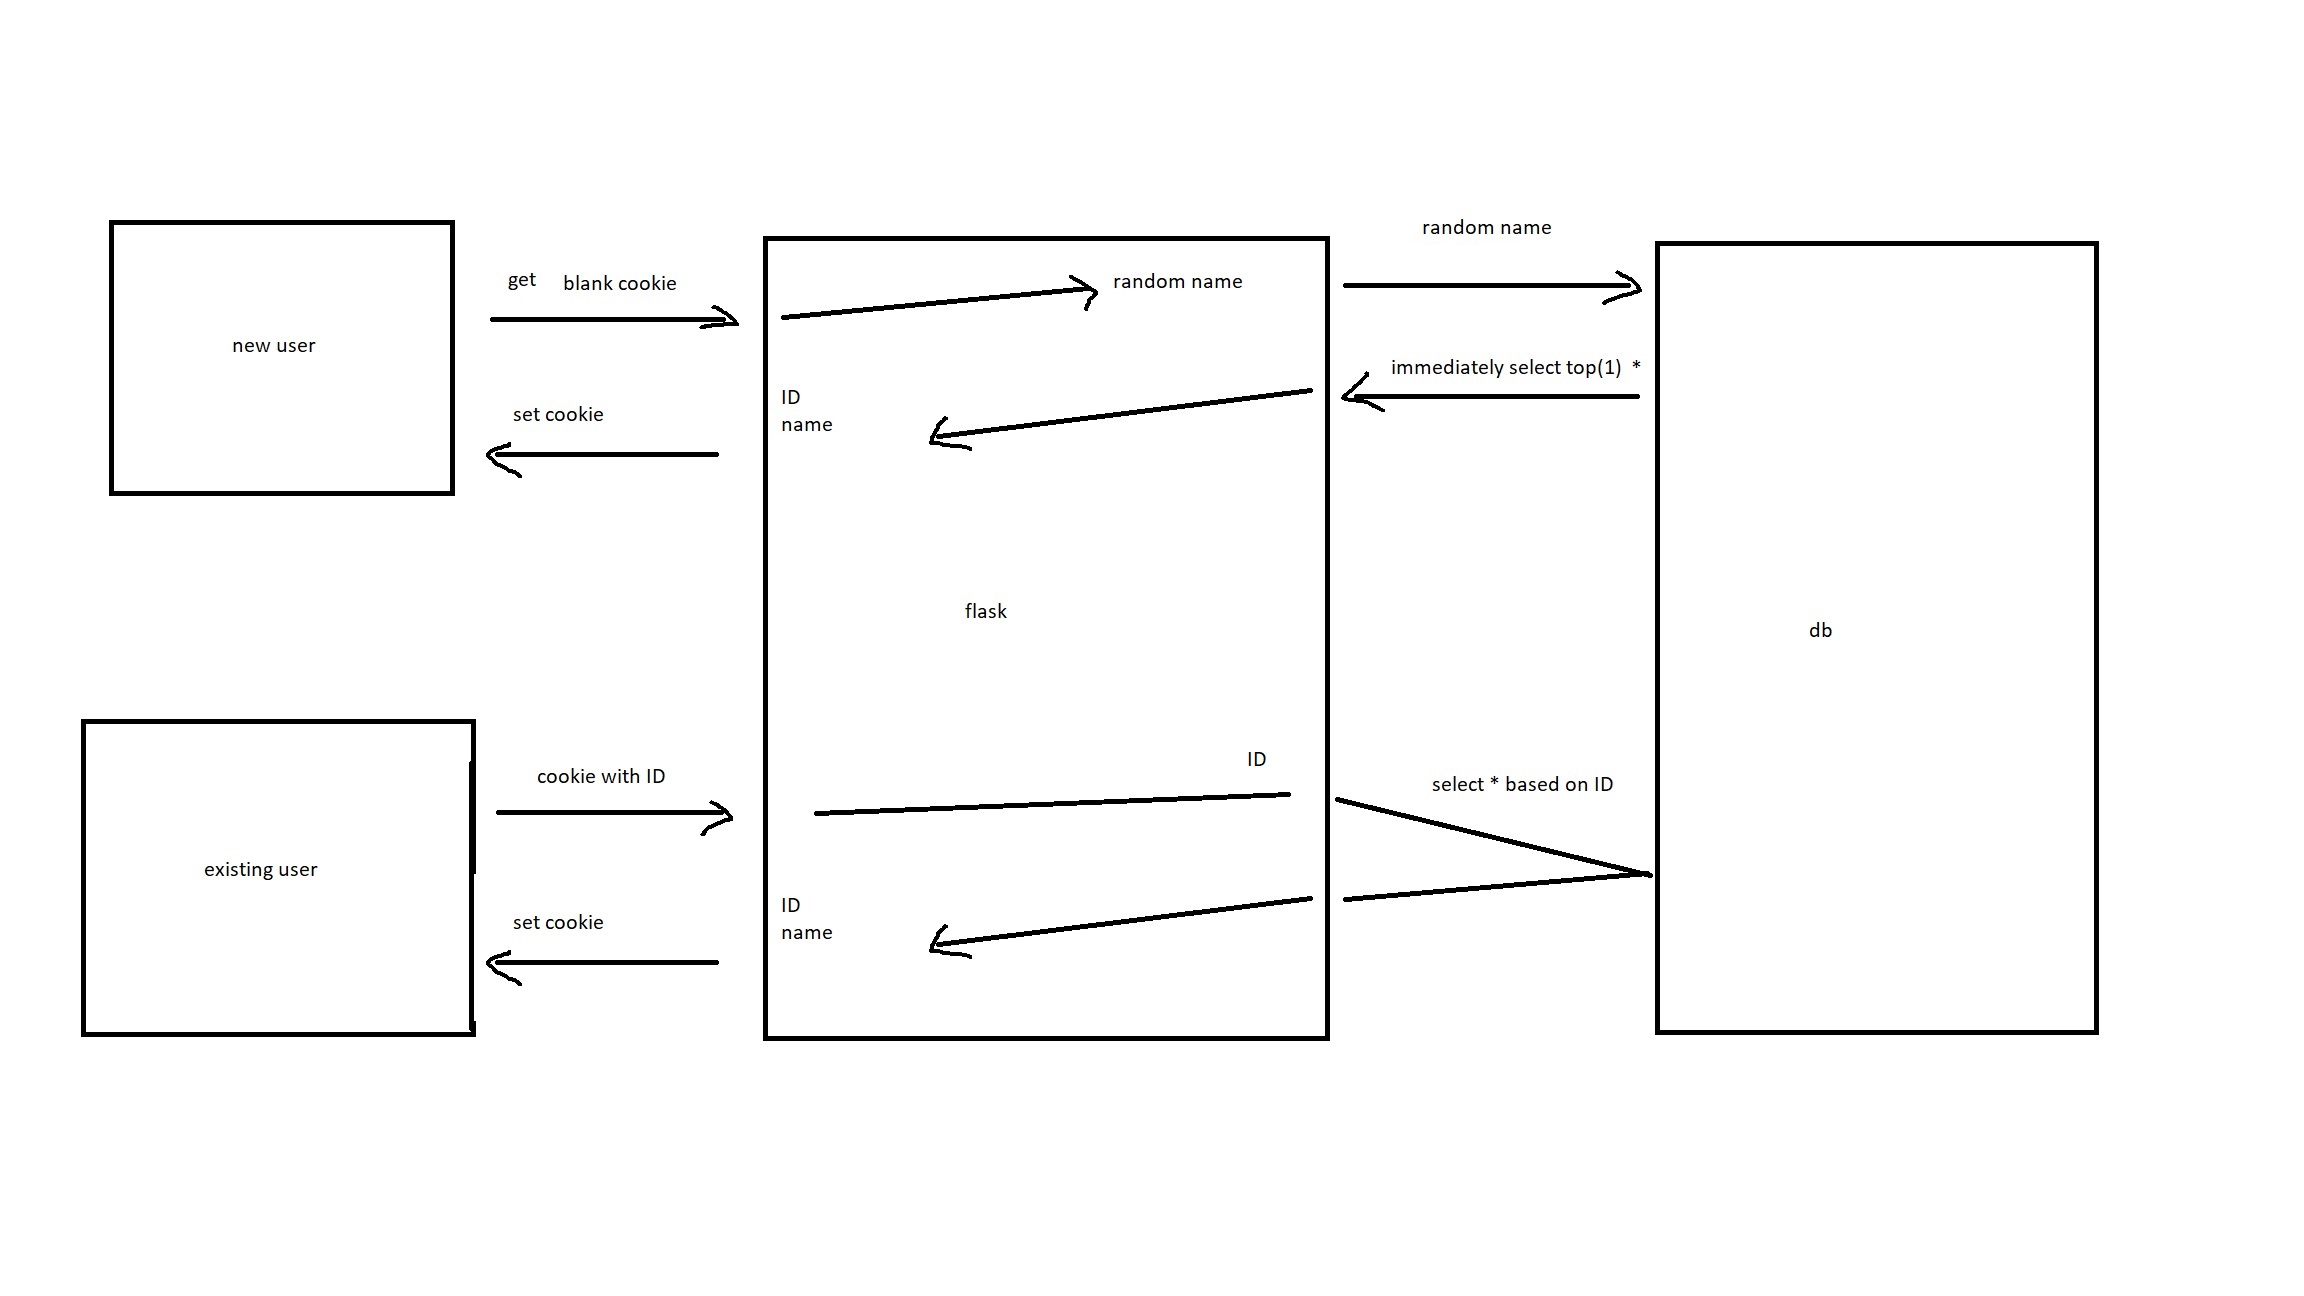 random name
get blank cookie
random name
new user
immediately select top(1) *
set cookie
ID
name
flask
db
ID
cookie with ID
select * based on ID
existing user
set cookie
ID
name